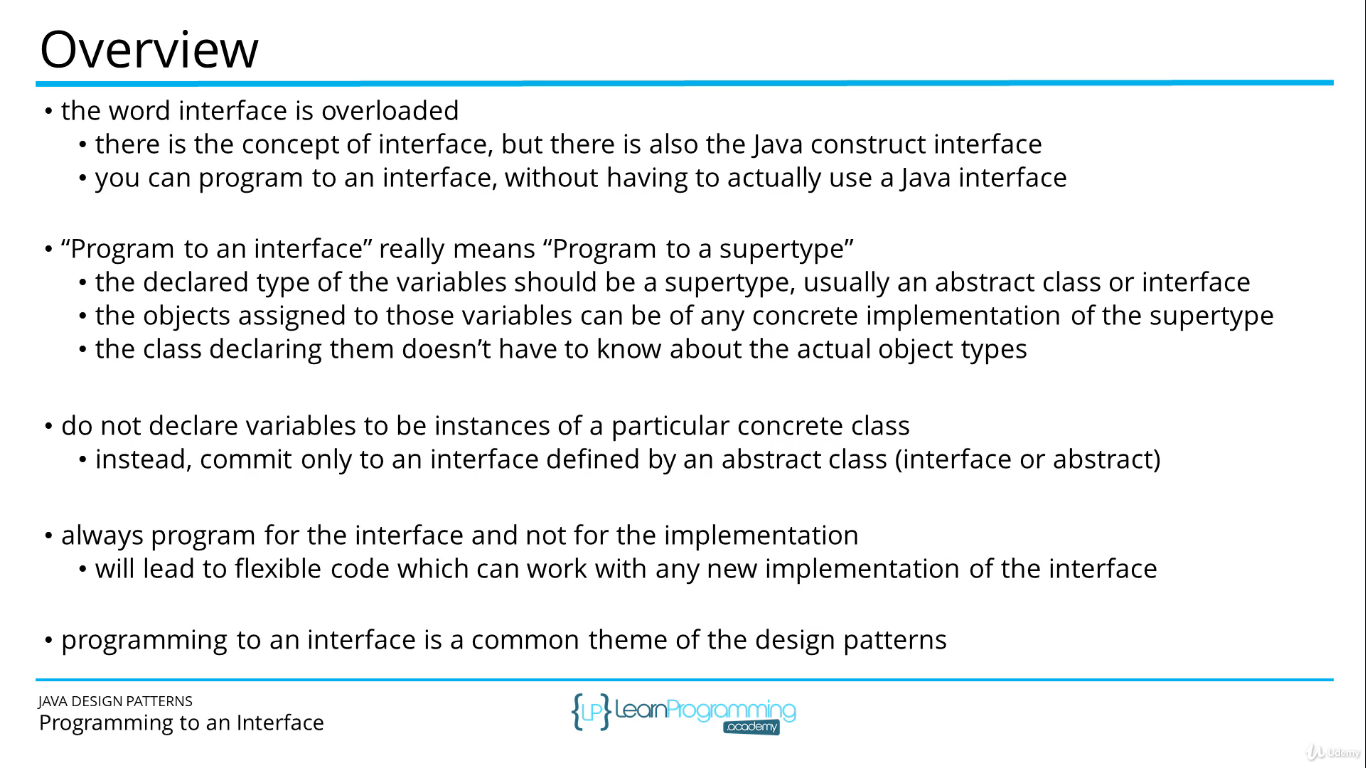 Overview
• the word interface is overloaded
• there is the concept of interface, but there is also the Java construct interface
• you can program to an interface, without having to actually use a Java interface
• “Program to an interface” really means “Program to a supertype”
• the declared type of the variables should be a supertype, usually an abstract class or interface
• the objects assigned to those variables can be of any concrete implementation of the supertype
• the class declaring them doesn’t have to know about the actual object types
• do not declare variables to be instances of a particular concrete class
• instead, commit only to an interface defined by an abstract class (interface or abstract)
• always program for the interface and not for the implementation
• will lead to flexible code which can work with any new implementation of the interface
• programming to an interface is a common theme of the design patterns
JAVA DESIGN PATTERNS
Programming to an Interface
{LP} LearnProgramming
.academy
Udemy